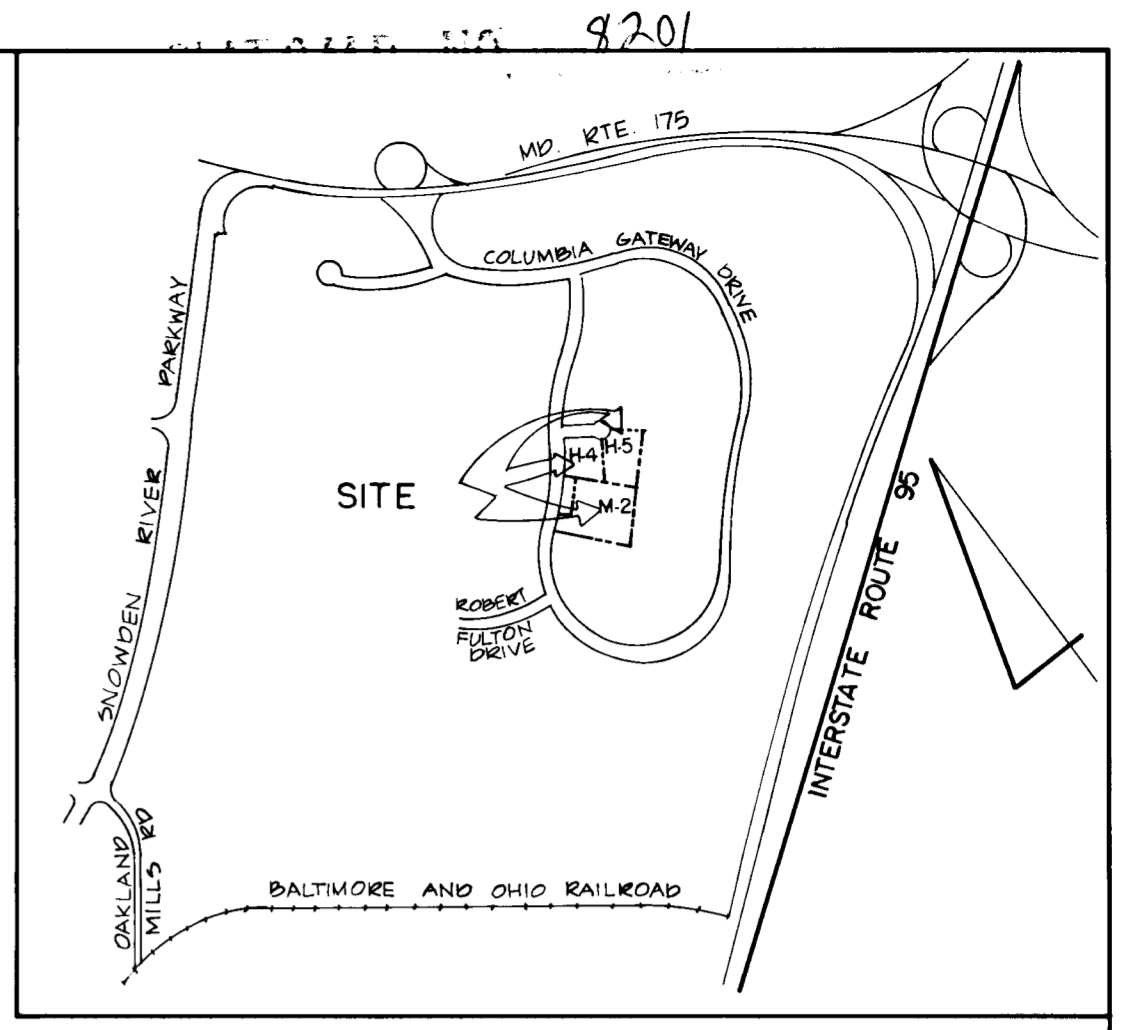 8201
MD. RTE. 175
COLUMBIA GATEWAY DRIVE
SNOWDEN RIVER PARKWAY
H-4
H-5
SITE
M-2
INTERSTATE ROUTE 95
ROBERT
FULTON
DRIVE
OAKLAND
MILLS RD
BALTIMORE AND OHIO RAILROAD